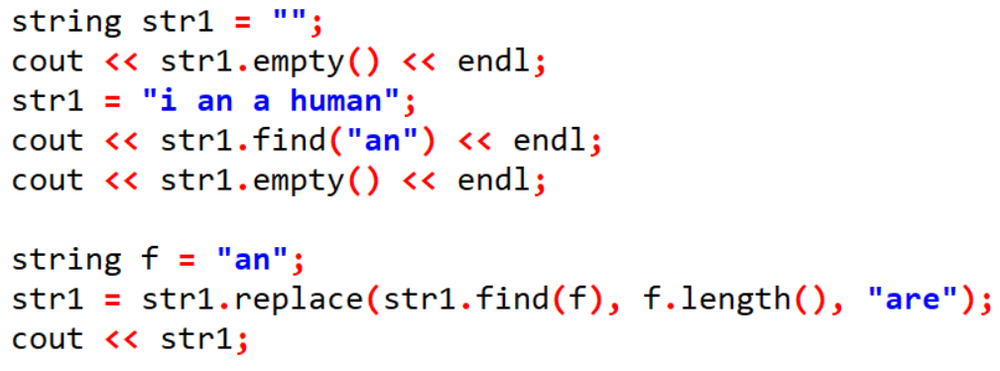 string str1 = "";
cout << str1.empty() << endl;
str1 = "i an a human";
cout << str1.find("an") << endl;
cout << str1.empty() << endl;
string f = "an";
str1 = str1.replace(str1.find(f), f.length(), "are");
cout << str1;